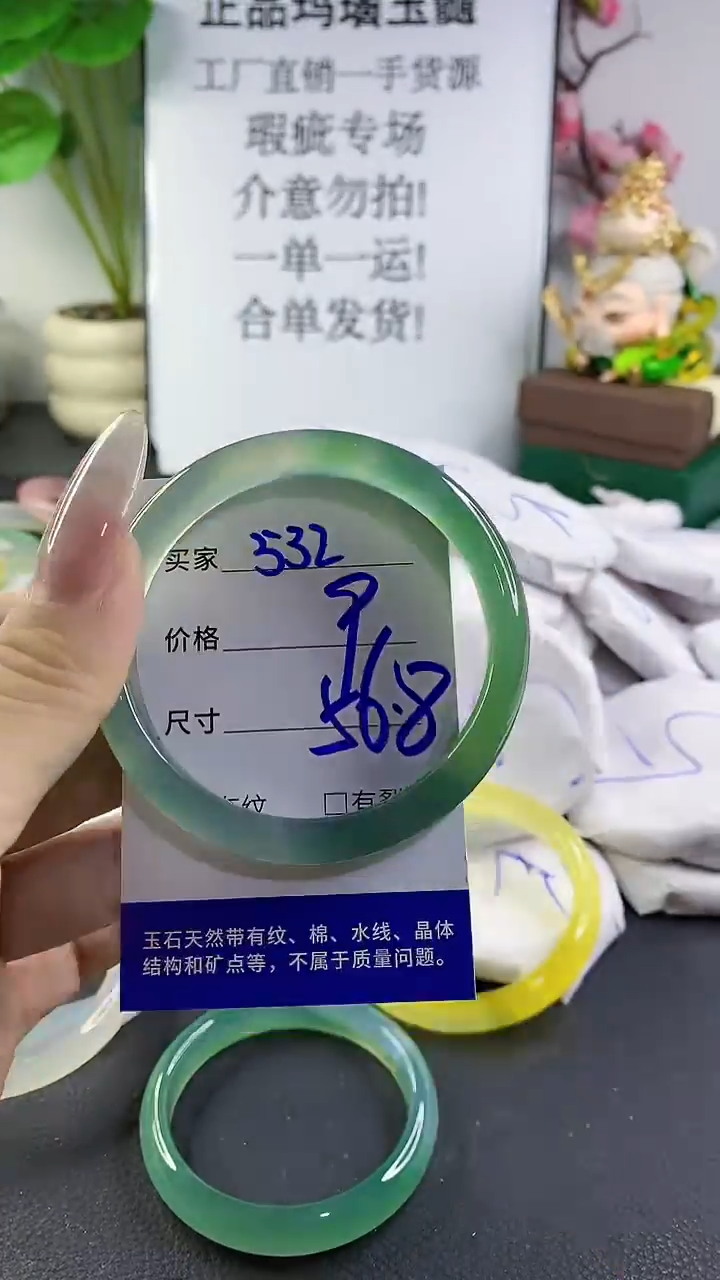 正品玛瑙玉髓
工厂直销一手货源
瑕疵专场
介意勿拍!
一单一运!
合单发货!
买家 532
价格
尺寸 56.8
纹 □有裂
玉石天然带有纹、棉、水线、晶体
结构和矿点等，不属于质量问题。